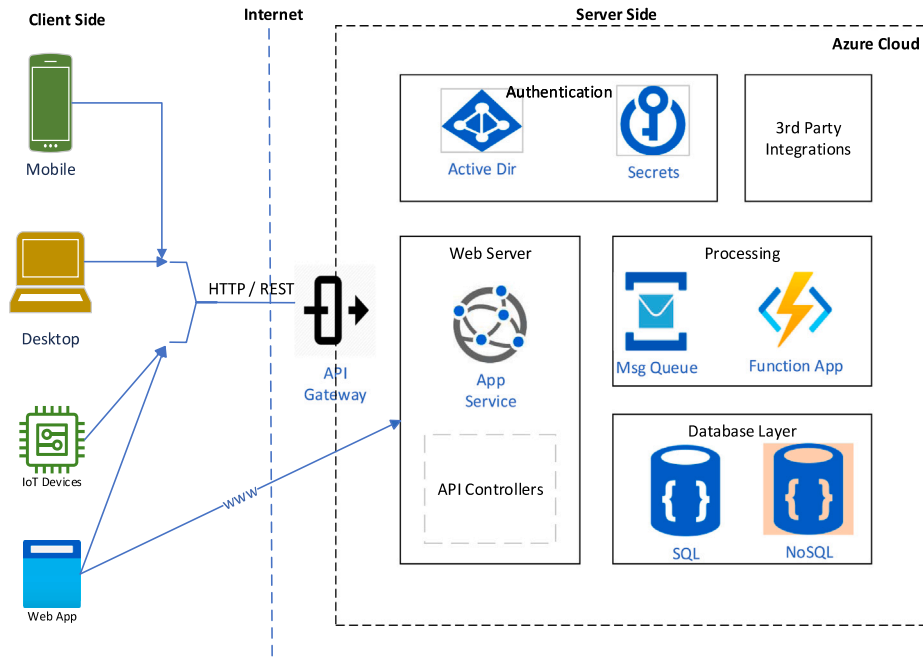 Client Side
Internet
Server Side
Azure Cloud
Mobile
Desktop
IoT Devices
Web App
HTTP / REST
WWW
API
Gateway
Authentication
Active Dir
Secrets
3rd Party
Integrations
Web Server
App
Service
API Controllers
Processing
Msg Queue
Function App
Database Layer
SQL
NoSQL